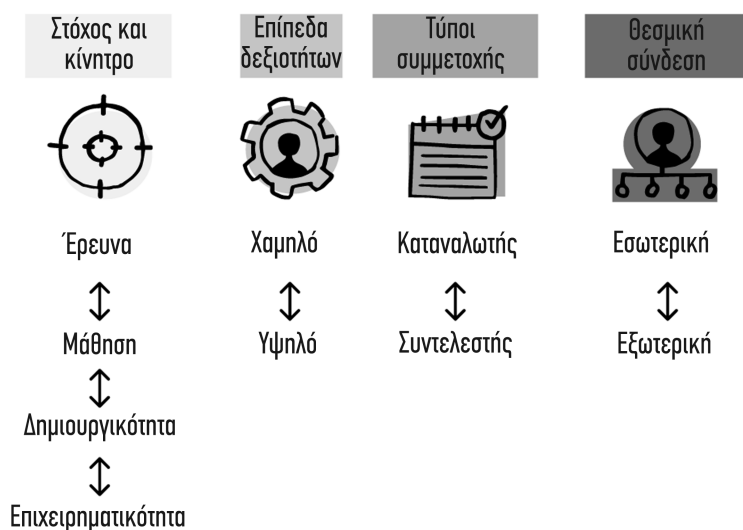 Στόχος και
κίνητρο
Επίπεδα
δεξιοτήτων
Τύποι
συμμετοχής
Θεσμική
σύνδεση
Έρευνα
Χαμηλό
Καταναλωτής
Εσωτερική
Μάθηση
Υψηλό
Συντελεστής
Εξωτερική
Δημιουργικότητα
Επιχειρηματικότητα